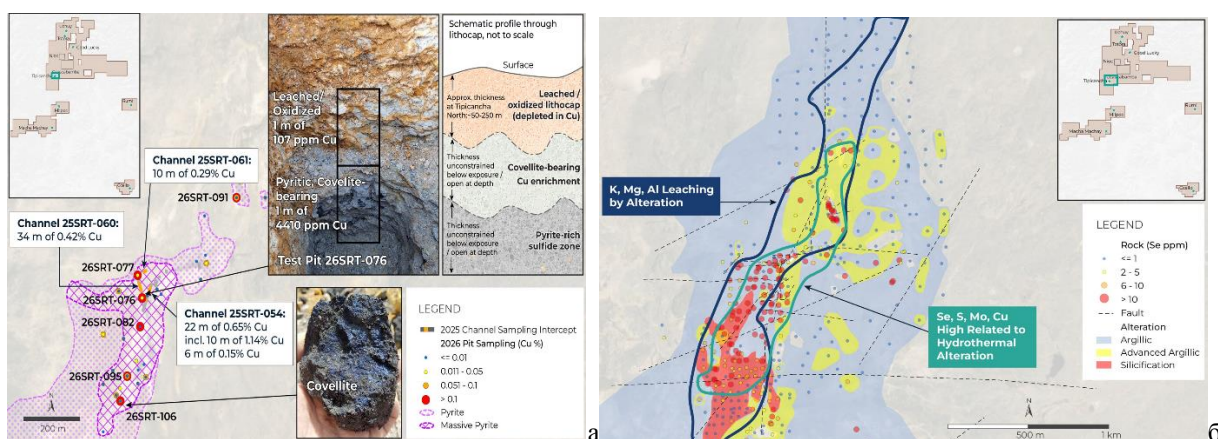 Schematic profile through
lithocap, not to scale
Surface
Approx. thickness
at Tipicancha
North: ~50-250 m
Leached /
oxidized lithocap
(depleted in Cu)
Thickness
unconstrained
below exposure /
open at depth
Covellite-bearing
Cu enrichment
Thickness
unconstrained
below exposure /
open at depth
Pyrite-rich
sulfide zone
Leached/
Oxidized
1 m of
107 ppm Cu
Pyritic, Covelite-
bearing
1 m of
4410 ppm Cu
Test Pit 26SRT-076
Channel 25SRT-061:
10 m of 0.29% Cu
26SRT-091
Channel 25SRT-060:
34 m of 0.42% Cu
26SRT-077
26SRT-076
26SRT-082
26SRT-095
26SRT-106
Channel 25SRT-054:
22 m of 0.65% Cu
incl. 10 m of 1.14% Cu
6 m of 0.15% Cu
Covellite
LEGEND
2025 Channel Sampling Intercept
2026 Pit Sampling (Cu %)
<= 0.01
0.011 - 0.05
0.051 - 0.1
> 0.1
Pyrite
Massive Pyrite
N
200 m
а
K, Mg, Al Leaching
by Alteration
Se, S, Mo, Cu
High Related to
Hydrothermal
Alteration
LEGEND
Rock (Se ppm)
<= 1
2 - 5
6 - 10
> 10
Fault
Alteration
Argillic
Advanced Argillic
Silicification
N
500 m
1 km
б